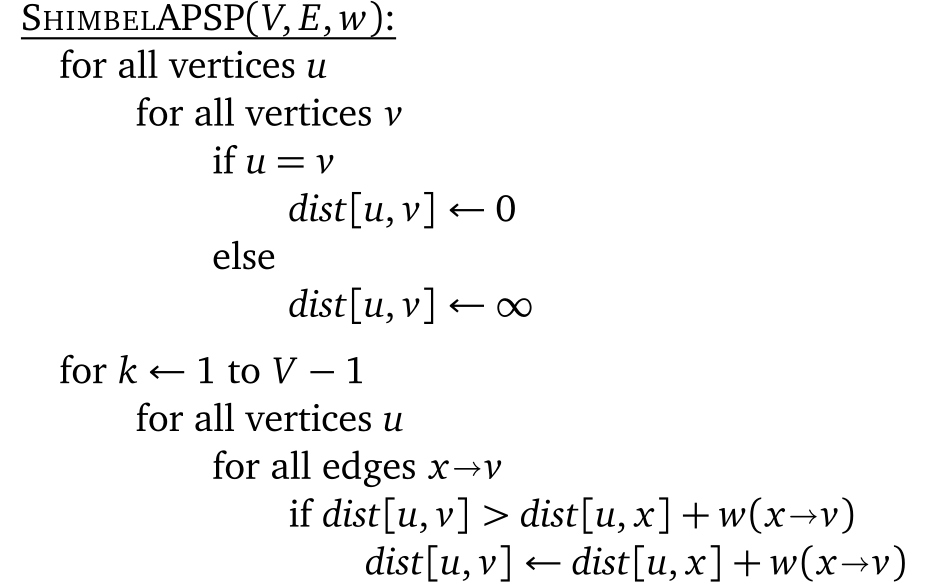 SHIMBELAPSP(V, E, w):
for all vertices u
for all vertices v
if u = v
dist[u, v] ← 0
else
dist[u, v] ← ∞
for k ← 1 to V − 1
for all vertices u
for all edges x→v
if dist[u, v] > dist[u, x] + w(x→v)
dist[u, v] ← dist[u, x] + w(x→v)